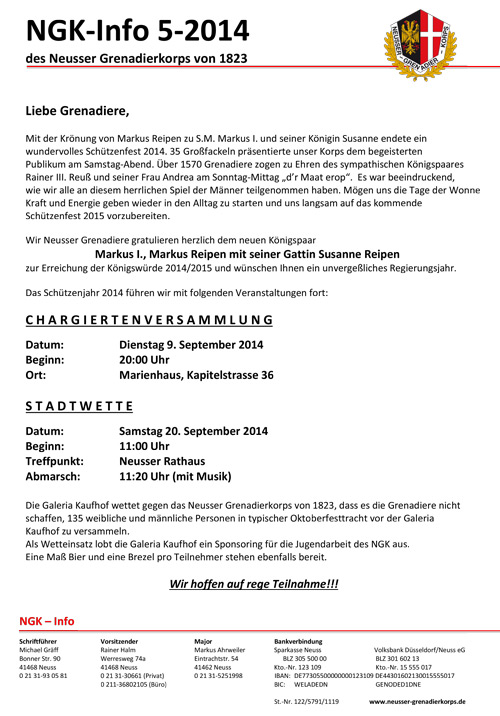 NGK-Info 5-2014
des Neusser Grenadierkorps von 1823
NEUSSER GRENADIER KORPS
Liebe Grenadiere,
Mit der Krönung von Markus Reipen zu S.M. Markus I. und seiner Königin Susanne endete ein
wundervolles Schützenfest 2014. 35 Großfackeln präsentierte unser Korps dem begeisterten
Publikum am Samstag-Abend. Über 1570 Grenadiere zogen zu Ehren des sympathischen Königspaares
Rainer III. Reuß und seiner Frau Andrea am Sonntag-Mittag „d’r Maat erop“. Es war beeindruckend,
wie wir alle an diesem herrlichen Spiel der Männer teilgenommen haben. Mögen uns die Tage der Wonne
Kraft und Energie geben wieder in den Alltag zu starten und uns langsam auf das kommende
Schützenfest 2015 vorzubereiten.
Wir Neusser Grenadiere gratulieren herzlich dem neuen Königspaar
Markus I., Markus Reipen mit seiner Gattin Susanne Reipen
zur Erreichung der Königswürde 2014/2015 und wünschen Ihnen ein unvergeßliches Regierungsjahr.
Das Schützenjahr 2014 führen wir mit folgenden Veranstaltungen fort:
C H A R G I E R T E N V E R S A M M L U N G
Datum: Dienstag 9. September 2014
Beginn: 20:00 Uhr
Ort: Marienhaus, Kapitelstrasse 36
S T A D T W E T T E
Datum: Samstag 20. September 2014
Beginn: 11:00 Uhr
Treffpunkt: Neusser Rathaus
Abmarsch: 11:20 Uhr (mit Musik)
Die Galeria Kaufhof wettet gegen das Neusser Grenadierkorps von 1823, dass es die Grenadiere nicht
schaffen, 135 weibliche und männliche Personen in typischer Oktoberfesttracht vor der Galeria
Kaufhof zu versammeln.
Als Wetteinsatz lobt die Galeria Kaufhof ein Sponsoring für die Jugendarbeit des NGK aus.
Eine Maß Bier und eine Brezel pro Teilnehmer stehen ebenfalls bereit.
Wir hoffen auf rege Teilnahme!!!
NGK – Info
Schriftführer Vorsitzender Major Bankverbindung
Michael Gräff Rainer Halm Markus Ahrweiler Sparkasse Neuss Volksbank Düsseldorf/Neuss eG
Bonner Str. 90 Werresweg 74a Eintrachtstr. 54 BLZ 305 500 00 BLZ 301 602 13
41468 Neuss 41468 Neuss 41462 Neuss Kto.-Nr. 123 109 Kto.-Nr. 15 555 017
0 21 31-93 05 81 0 21 31-30661 (Privat) 0 21 31-5251998 IBAN: DE77305500000000123109 DE44301602130015555017
0 211-36802105 (Büro) BIC: WELADEDN GENODED1DNE
St.-Nr. 122/5791/1119 www.neusser-grenadierkorps.de